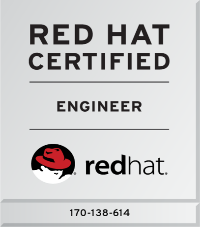 RED HAT
CERTIFIED
ENGINEER
redhat.
170-138-614